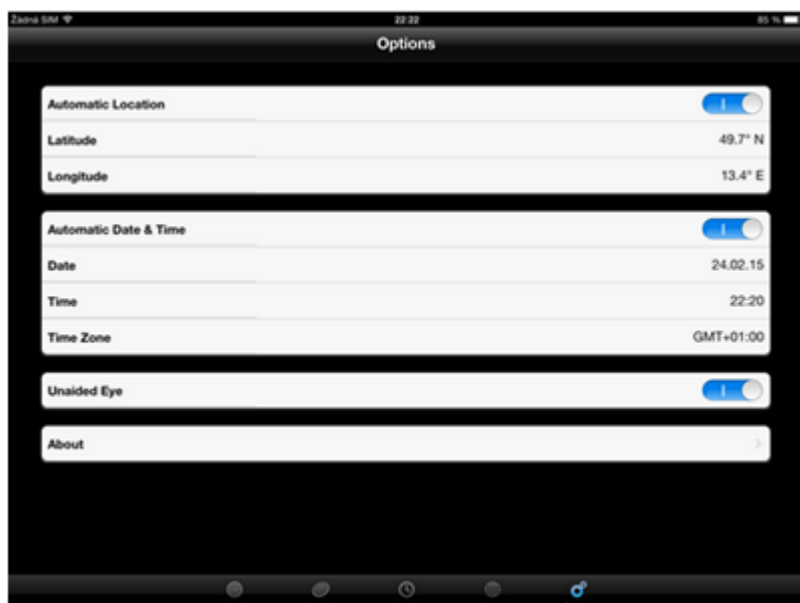 Žádná SIM 22:22 85 %
Options
Automatic Location
Latitude 49.7° N
Longitude 13.4° E
Automatic Date & Time
Date 24.02.15
Time 22:20
Time Zone GMT+01:00
Unaided Eye
About